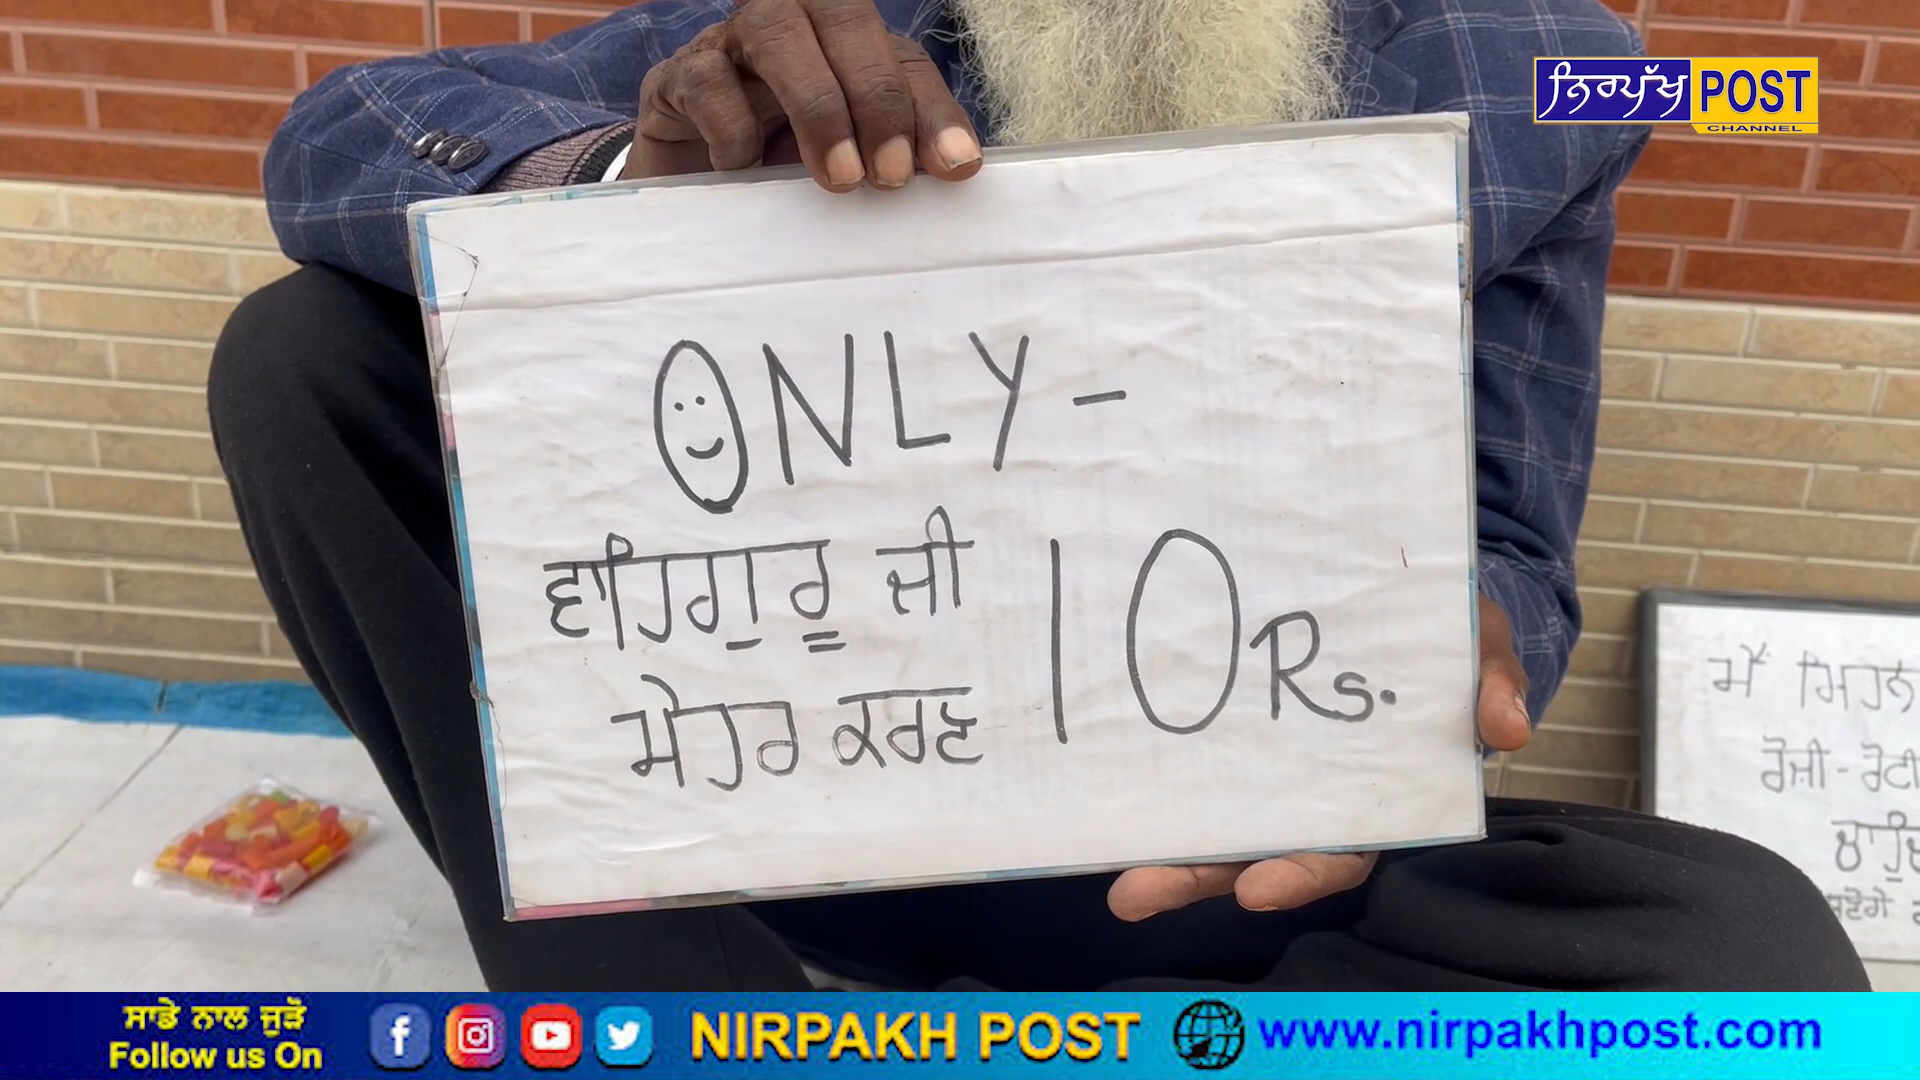 ਨਿਰਪੱਖ POST
CHANNEL
ONLY -
ਵਾਹਿਗੁਰੂ ਜੀ
ਮੇਹਰ ਕਰਣ
10 Rs.
ਮੈਂ
ਰੋਜ਼ੀ - ਰੋਟੀ
ਸਾਡੇ ਨਾਲ ਜੁੜੋ
Follow us On
NIRPAKH POST
www.nirpakhpost.com